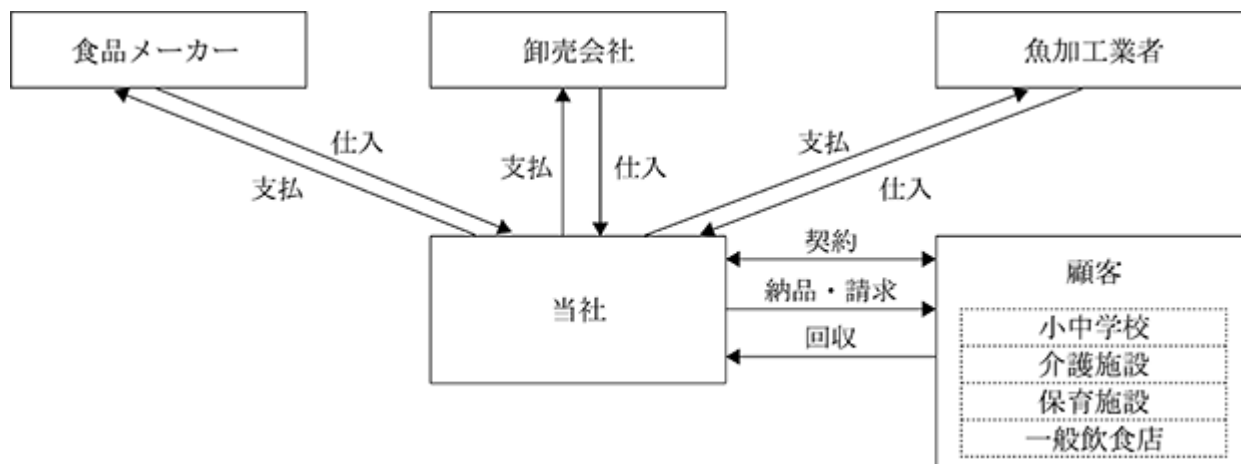 食品メーカー
卸売会社
魚加工業者
仕入
支払
支払
仕入
支払
仕入
当社
契約
納品・請求
回収
顧客
小中学校
介護施設
保育施設
一般飲食店